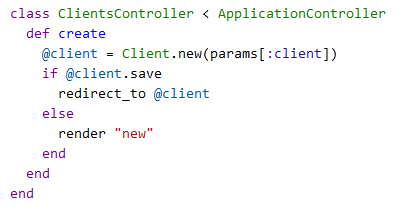 class ClientsController < ApplicationController
  def create
    @client = Client.new(params[:client])
    if @client.save
      redirect_to @client
    else
      render "new"
    end
  end
end